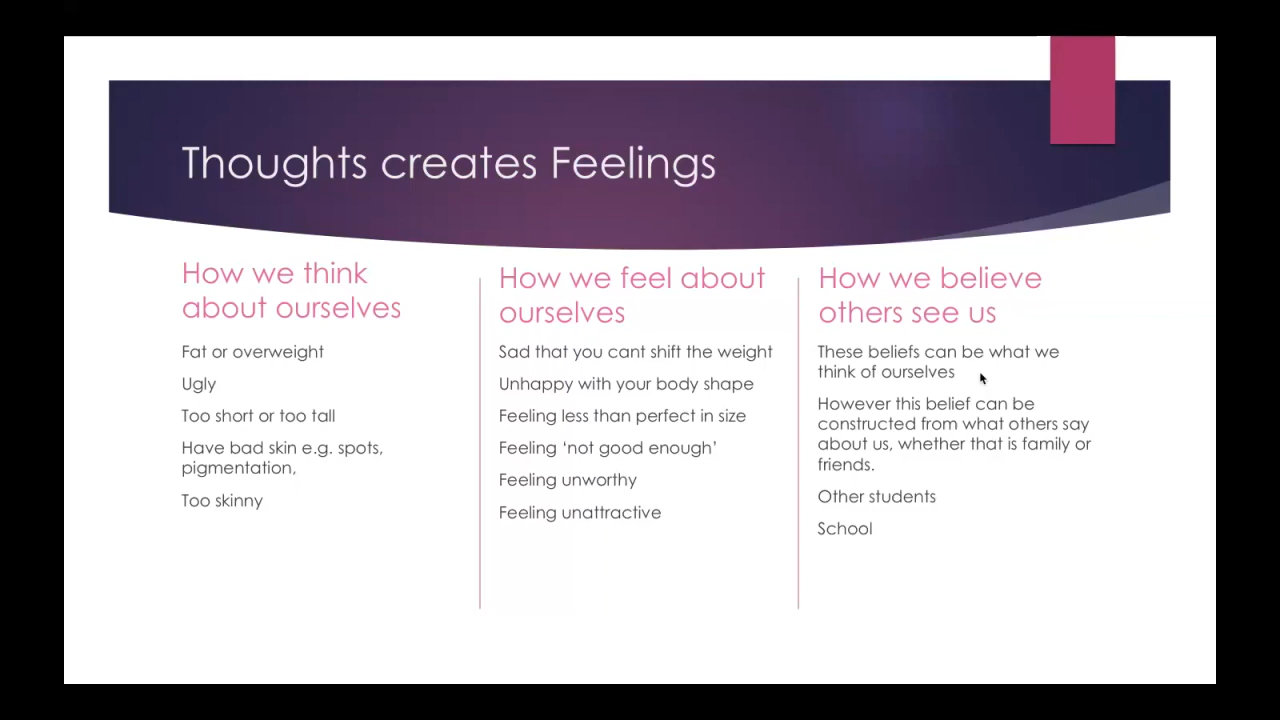 Thoughts creates Feelings
How we think
about ourselves
Fat or overweight
Ugly
Too short or too tall
Have bad skin e.g. spots,
pigmentation,
Too skinny
How we feel about
ourselves
Sad that you cant shift the weight
Unhappy with your body shape
Feeling less than perfect in size
Feeling ‘not good enough’
Feeling unworthy
Feeling unattractive
How we believe
others see us
These beliefs can be what we
think of ourselves
However this belief can be
constructed from what others say
about us, whether that is family or
friends.
Other students
School